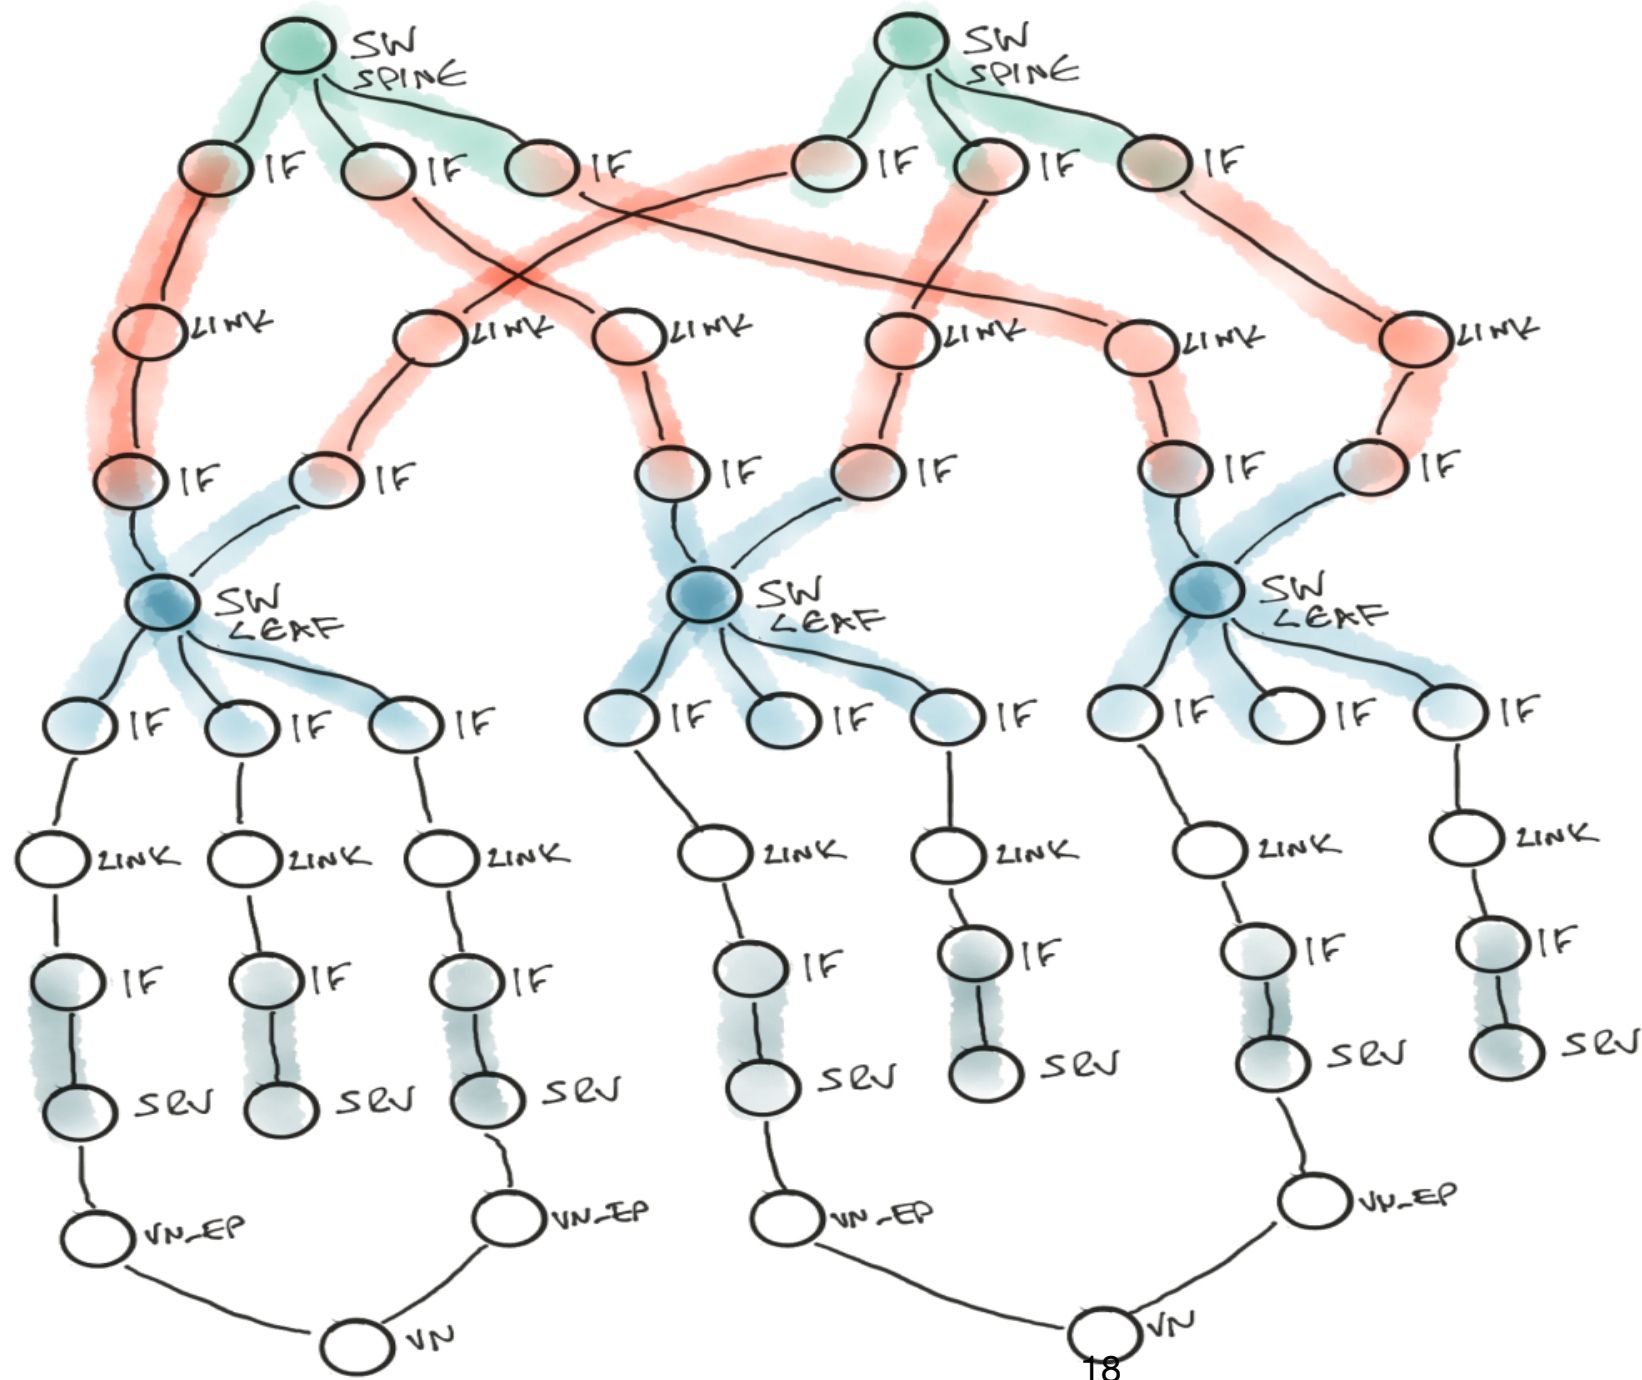 SW SW
SPINE SPINE
IF IF IF IF IF IF
LINK LINK LINK LINK LINK LINK
IF IF IF IF IF IF
SW SW SW
LEAF LEAF LEAF
IF IF IF IF IF IF IF IF IF
LINK LINK LINK LINK LINK LINK LINK
IF IF IF IF IF IF IF
SRV SRV SRV SRV SRV SRV SRV
VN_EP VN_EP VN_EP VN_EP
VN VN
18